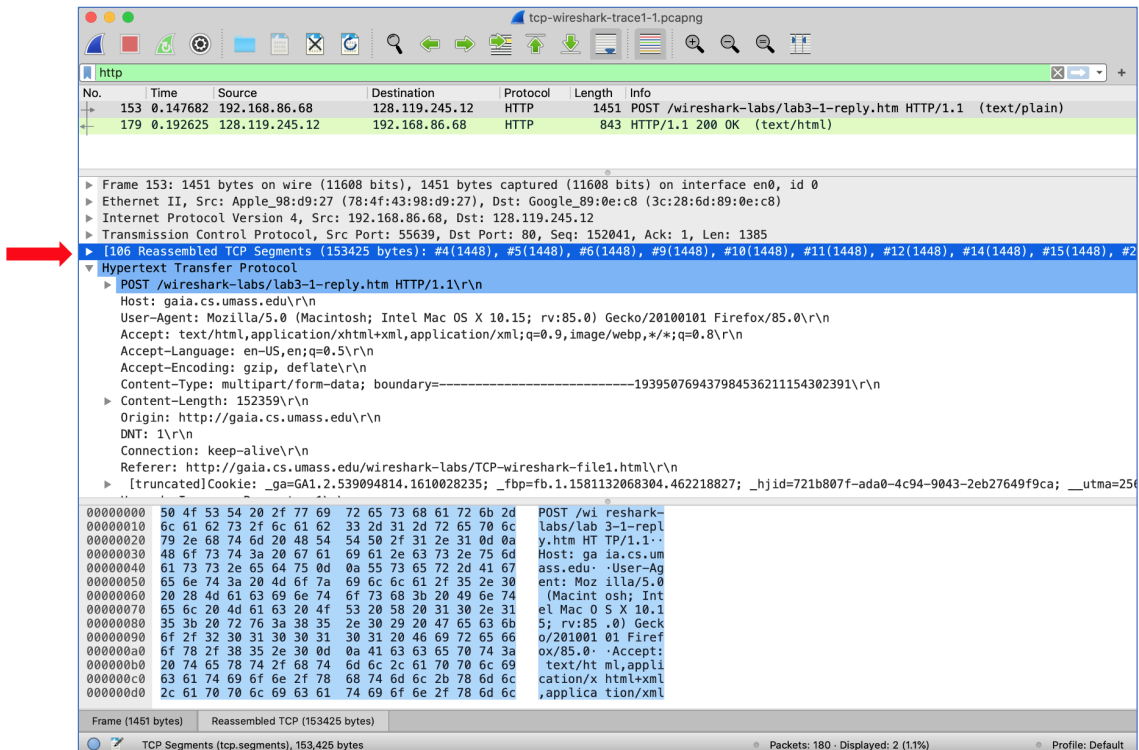 tcp-wireshark-trace1-1.pcapng
http
No. Time Source Destination Protocol Length Info
153 0.147682 192.168.86.68 128.119.245.12 HTTP 1451 POST /wireshark-labs/lab3-1-reply.htm HTTP/1.1 (text/plain)
179 0.192625 128.119.245.12 192.168.86.68 HTTP 843 HTTP/1.1 200 OK (text/html)
Frame 153: 1451 bytes on wire (11608 bits), 1451 bytes captured (11608 bits) on interface en0, id 0
Ethernet II, Src: Apple_98:d9:27 (78:4f:43:98:d9:27), Dst: Google_89:0e:c8 (3c:28:6d:89:0e:c8)
Internet Protocol Version 4, Src: 192.168.86.68, Dst: 128.119.245.12
Transmission Control Protocol, Src Port: 55639, Dst Port: 80, Seq: 152041, Ack: 1, Len: 1385
[106 Reassembled TCP Segments (153425 bytes): #4(1448), #5(1448), #6(1448), #9(1448), #10(1448), #11(1448), #12(1448), #14(1448), #15(1448), #2
Hypertext Transfer Protocol
POST /wireshark-labs/lab3-1-reply.htm HTTP/1.1\r\n
Host: gaia.cs.umass.edu\r\n
User-Agent: Mozilla/5.0 (Macintosh; Intel Mac OS X 10.15; rv:85.0) Gecko/20100101 Firefox/85.0\r\n
Accept: text/html,application/xhtml+xml,application/xml;q=0.9,image/webp,*/*;q=0.8\r\n
Accept-Language: en-US,en;q=0.5\r\n
Accept-Encoding: gzip, deflate\r\n
Content-Type: multipart/form-data; boundary=---------------------------193950769437984536211154302391\r\n
Content-Length: 152359\r\n
Origin: http://gaia.cs.umass.edu\r\n
DNT: 1\r\n
Connection: keep-alive\r\n
Referer: http://gaia.cs.umass.edu/wireshark-labs/TCP-wireshark-file1.html\r\n
[truncated]Cookie: _ga=GA1.2.539094814.1610028235; _fbp=fb.1.1581132068304.462218827; _hjid=721b807f-ada0-4c94-9043-2eb27649f9ca; __utma=256
00000000 50 4f 53 54 20 2f 77 69 72 65 73 68 61 72 6b 2d POST /wi reshark-
00000010 6c 61 62 73 2f 6c 61 62 33 2d 31 2d 72 65 70 6c labs/lab 3-1-repl
00000020 79 2e 68 74 6d 20 48 54 54 50 2f 31 2e 31 0d 0a y.htm HT TP/1.1··
00000030 48 6f 73 74 3a 20 67 61 69 61 2e 63 73 2e 75 6d Host: ga ia.cs.um
00000040 61 73 73 2e 65 64 75 0d 0a 55 73 65 72 2d 41 67 ass.edu· ·User-Ag
00000050 65 6e 74 3a 20 4d 6f 7a 69 6c 6c 61 2f 35 2e 30 ent: Moz illa/5.0
00000060 20 28 4d 61 63 69 6e 74 6f 73 68 3b 20 49 6e 74 (Macint osh; Int
00000070 65 6c 20 4d 61 63 20 4f 53 20 58 20 31 30 2e 31 el Mac O S X 10.1
00000080 35 3b 20 72 76 3a 38 35 2e 30 29 20 47 65 63 6b 5; rv:85 .0) Geck
00000090 6f 2f 32 30 31 30 30 31 30 31 20 46 69 72 65 66 o/201001 01 Firef
000000a0 6f 78 2f 38 35 2e 30 0d 0a 41 63 63 65 70 74 3a ox/85.0· ·Accept:
000000b0 20 74 65 78 74 2f 68 74 6d 6c 2c 61 70 70 6c 69 text/ht ml,appli
000000c0 63 61 74 69 6f 6e 2f 78 68 74 6d 6c 2b 78 6d 6c cation/x html+xml
000000d0 2c 61 70 70 6c 69 63 61 74 69 6f 6e 2f 78 6d 6c ,applica tion/xml
Frame (1451 bytes) Reassembled TCP (153425 bytes)
TCP Segments (tcp.segments), 153,425 bytes Packets: 180 · Displayed: 2 (1.1%) Profile: Default